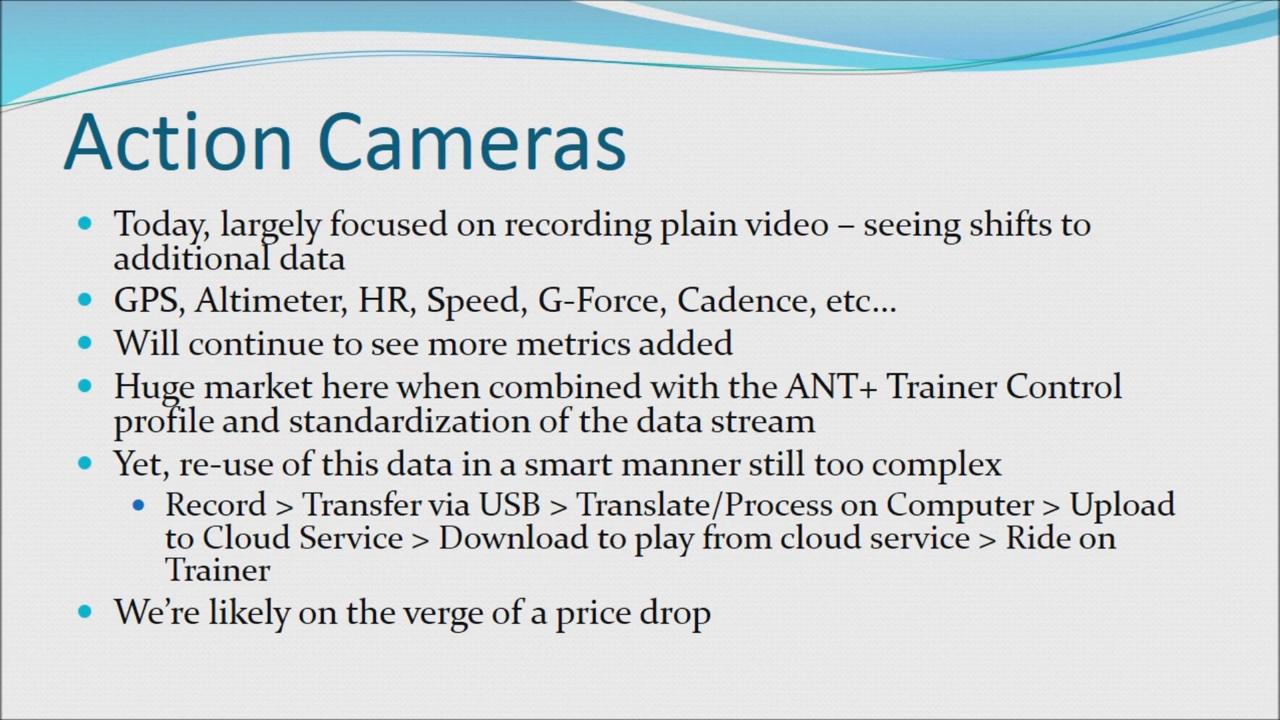 Action Cameras
Today, largely focused on recording plain video – seeing shifts to
additional data
GPS, Altimeter, HR, Speed, G-Force, Cadence, etc...
Will continue to see more metrics added
Huge market here when combined with the ANT+ Trainer Control
profile and standardization of the data stream
Yet, re-use of this data in a smart manner still too complex
Record > Transfer via USB > Translate/Process on Computer > Upload
to Cloud Service > Download to play from cloud service > Ride on
Trainer
We’re likely on the verge of a price drop